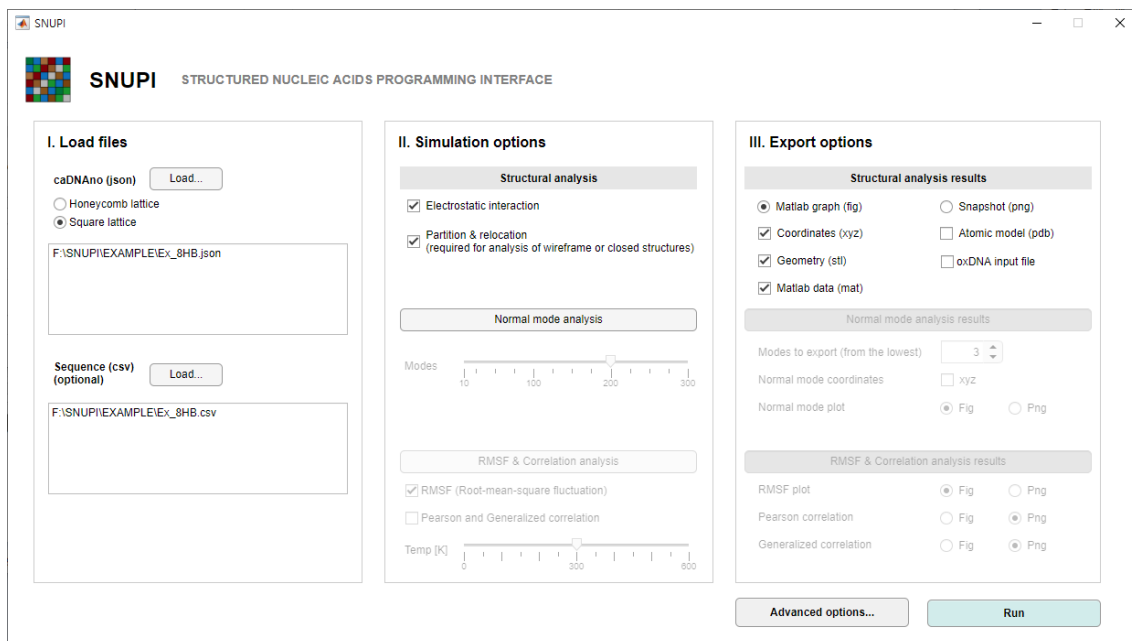 SNUPI
SNUPI STRUCTURED NUCLEIC ACIDS PROGRAMMING INTERFACE
I. Load files
caDNAno (json) Load...
Honeycomb lattice
Square lattice
F:\SNUPI\EXAMPLE\Ex_8HB.json
Sequence (csv)
(optional) Load...
F:\SNUPI\EXAMPLE\Ex_8HB.csv
II. Simulation options
Structural analysis
Electrostatic interaction
Partition & relocation
(required for analysis of wireframe or closed structures)
Normal mode analysis
Modes
10 100 200 300
RMSF & Correlation analysis
RMSF (Root-mean-square fluctuation)
Pearson and Generalized correlation
Temp [K]
0 300 600
III. Export options
Structural analysis results
Matlab graph (fig) Snapshot (png)
Coordinates (xyz) Atomic model (pdb)
Geometry (stl) oxDNA input file
Matlab data (mat)
Normal mode analysis results
Modes to export (from the lowest) 3
Normal mode coordinates xyz
Normal mode plot Fig Png
RMSF & Correlation analysis results
RMSF plot Fig Png
Pearson correlation Fig Png
Generalized correlation Fig Png
Advanced options... Run